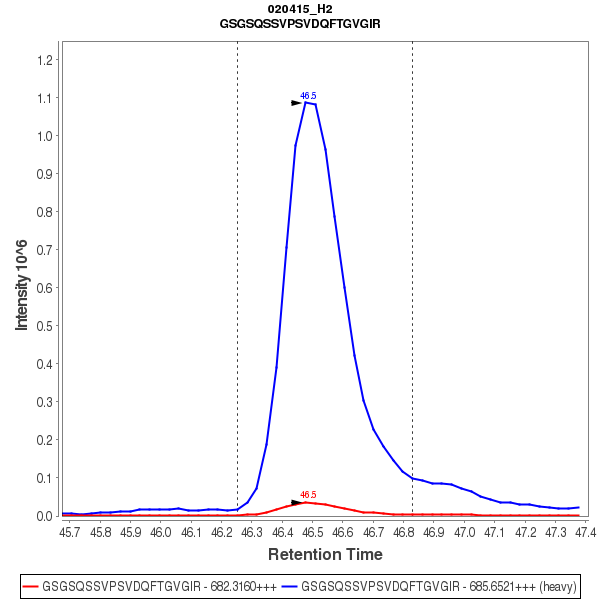 020415_H2
GSGSQSSVPSVDQFTGVGIR
1.2
1.1
1.0
0.9
0.8
0.7
0.6
0.5
0.4
0.3
0.2
0.1
0.0
Intensity 10^6
46.5
46.5
45.7 45.8 45.9 46.0 46.1 46.2 46.3 46.4 46.5 46.6 46.7 46.8 46.9 47.0 47.1 47.2 47.3 47.4
Retention Time
GSGSQSSVPSVDQFTGVGIR - 682.3160+++ GSGSQSSVPSVDQFTGVGIR - 685.6521+++ (heavy)